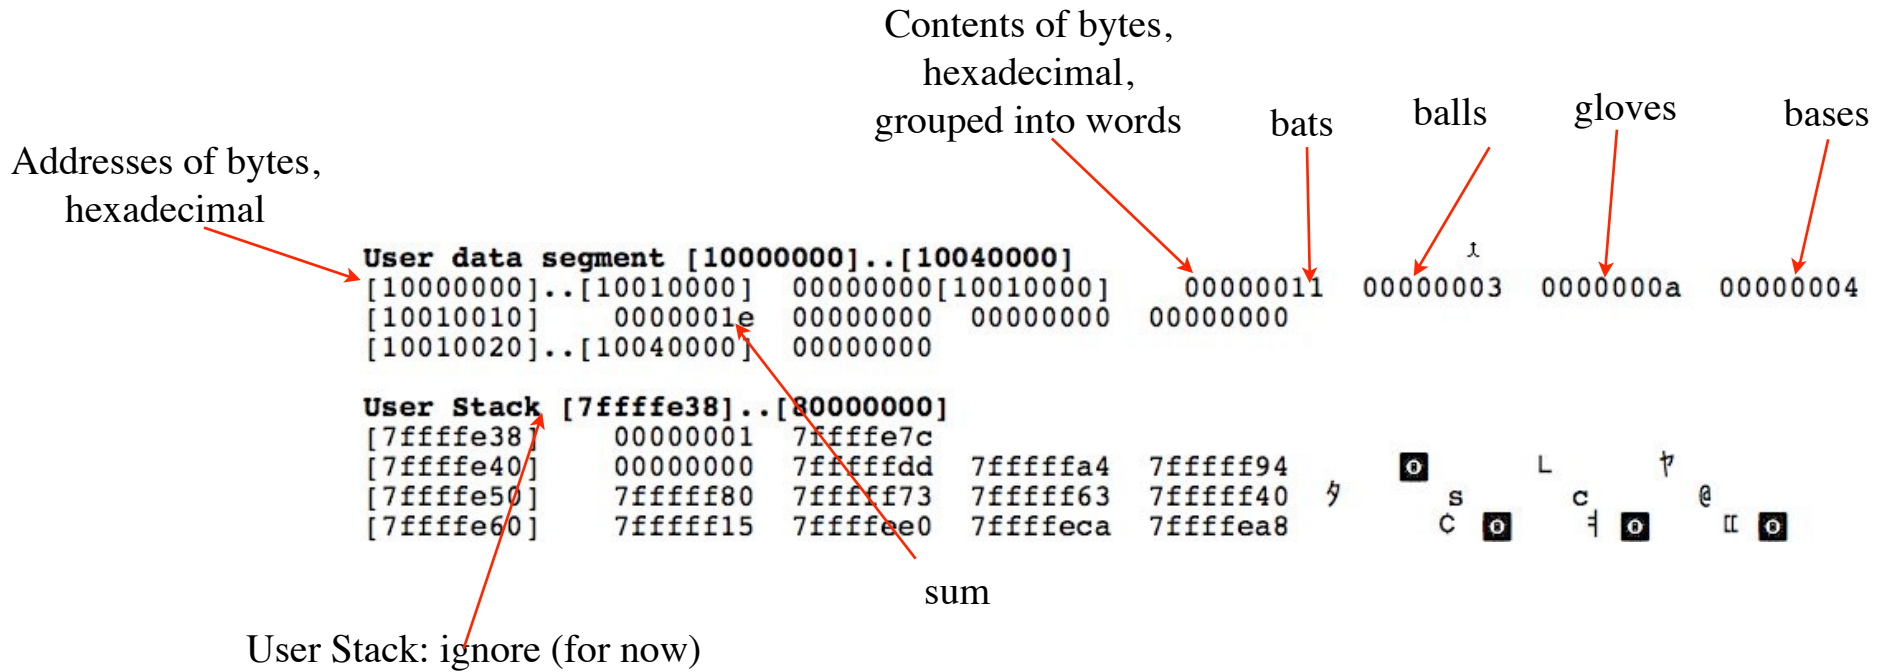 Contents of bytes,
hexadecimal,
grouped into words
bats
balls
gloves
bases
Addresses of bytes,
hexadecimal
User data segment [10000000]..[10040000]
[10000000]..[10010000] 00000000[10010000] 00000011 00000003 0000000a 00000004
[10010010] 0000001e 00000000 00000000 00000000
[10010020]..[10040000] 00000000
User Stack [7ffffe38]..[80000000]
[7ffffe38] 00000001 7ffffe7c
[7ffffe40] 00000000 7fffffdd 7fffffa4 7fffff94 L ヤ
[7ffffe50] 7fffff80 7fffff73 7fffff63 7fffff40 タ s c @
[7ffffe60] 7fffff15 7ffffee0 7ffffeca 7ffffea8
sum
User Stack: ignore (for now)